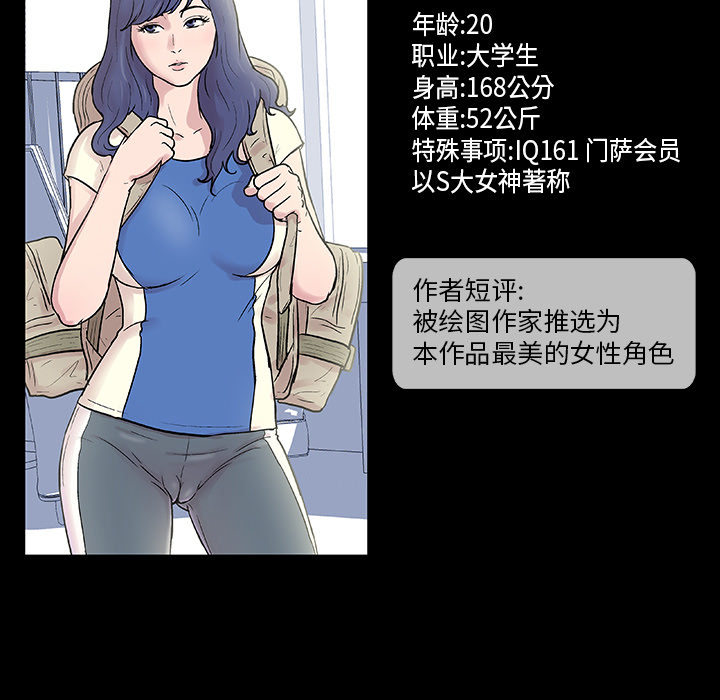 年龄:20
职业:大学生
身高:168公分
体重:52公斤
特殊事项:IQ161 门萨会员
以S大女神著称
作者短评:
被绘图作家推选为
本作品最美的女性角色